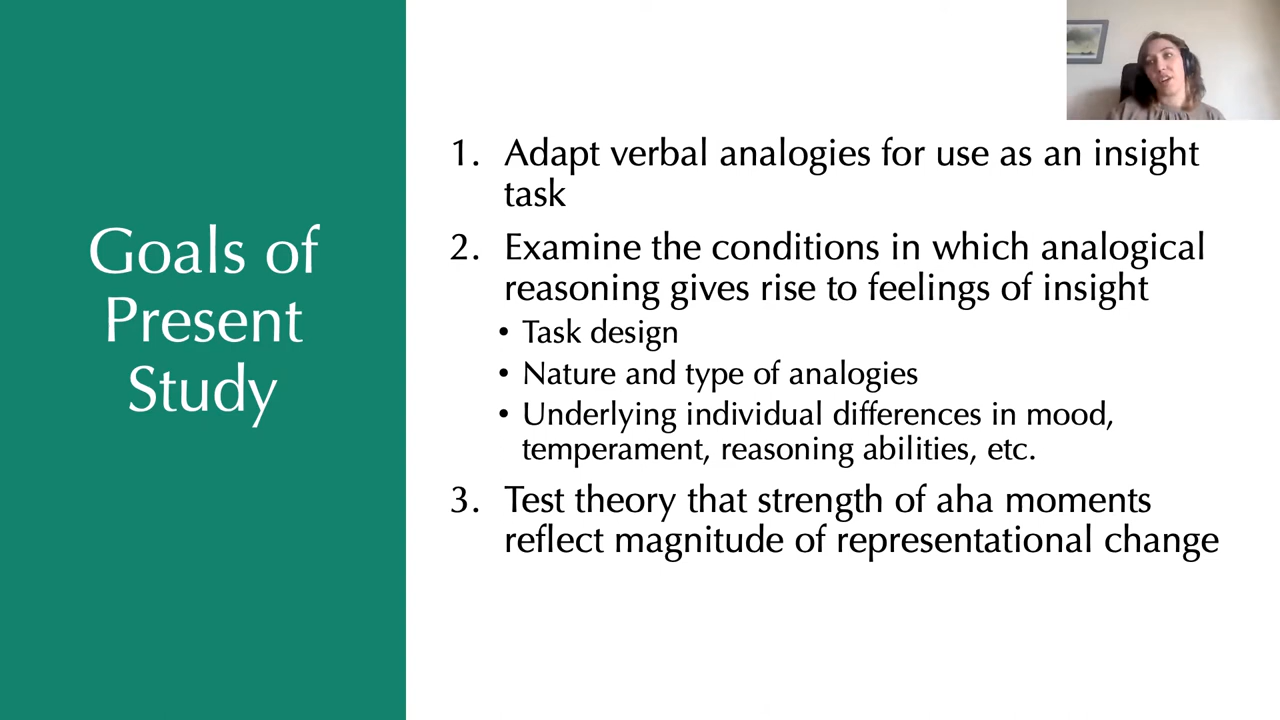 Goals of
Present
Study
1. Adapt verbal analogies for use as an insight
task
2. Examine the conditions in which analogical
reasoning gives rise to feelings of insight
• Task design
• Nature and type of analogies
• Underlying individual differences in mood,
temperament, reasoning abilities, etc.
3. Test theory that strength of aha moments
reflect magnitude of representational change